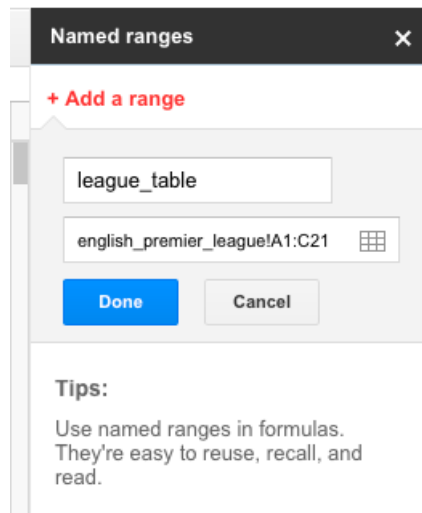 Named ranges
+ Add a range
league_table
english_premier_league!A1:C21
Done Cancel
Tips:
Use named ranges in formulas.
They're easy to reuse, recall, and
read.